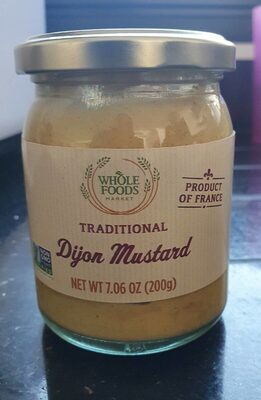 WHOLE
FOODS
MARKET
PRODUCT
OF FRANCE
TRADITIONAL
Dijon Mustard
NET WT 7.06 OZ (200g)